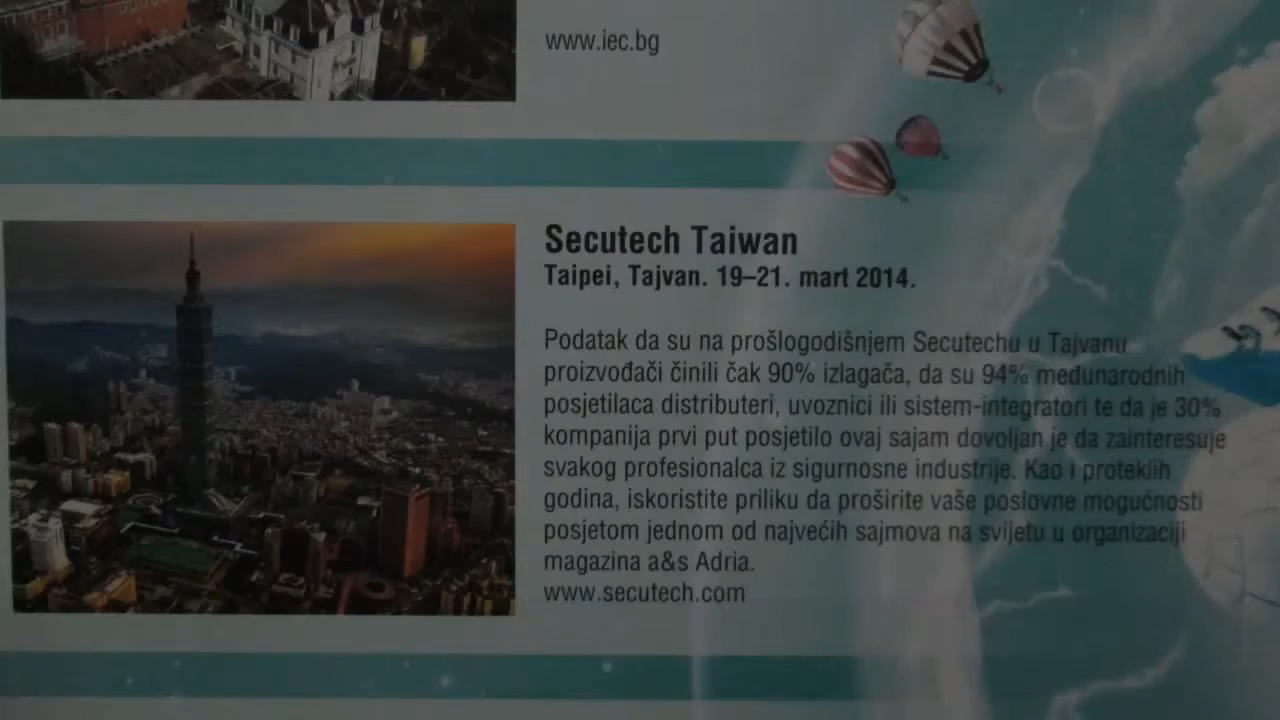 www.iec.bg
Secutech Taiwan
Taipei, Tajvan. 19–21. mart 2014.
Podatak da su na prošlogodišnjem Secutechu u Tajvanu
proizvođači činili čak 90% izlagača, da su 94% međunarodnih
posjetilaca distributeri, uvoznici ili sistem-integratori te da je 30%
kompanija prvi put posjetilo ovaj sajam dovoljan je da zainteresuje
svakog profesionalca iz sigurnosne industrije. Kao i proteklih
godina, iskoristite priliku da proširite vaše poslovne mogućnosti
posjetom jednom od najvećih sajmova na svijetu u organizaciji
magazina a&s Adria.
www.secutech.com